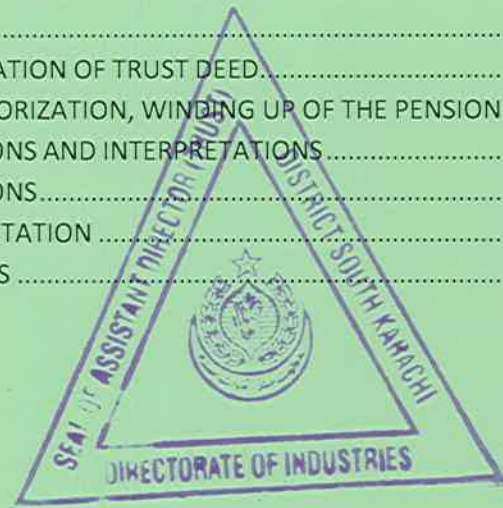 ................................................................
ATION OF TRUST DEED................................
ORIZATION, WINDING UP OF THE PENSION
ONS AND INTERPRETATIONS....................
ONS................................................................
TATION ........................................................
S ....................................................................
SEAL OF ASSISTANT DIRECTOR (TRUST)
DISTRICT SOUTH KARACHI
DIRECTORATE OF INDUSTRIES